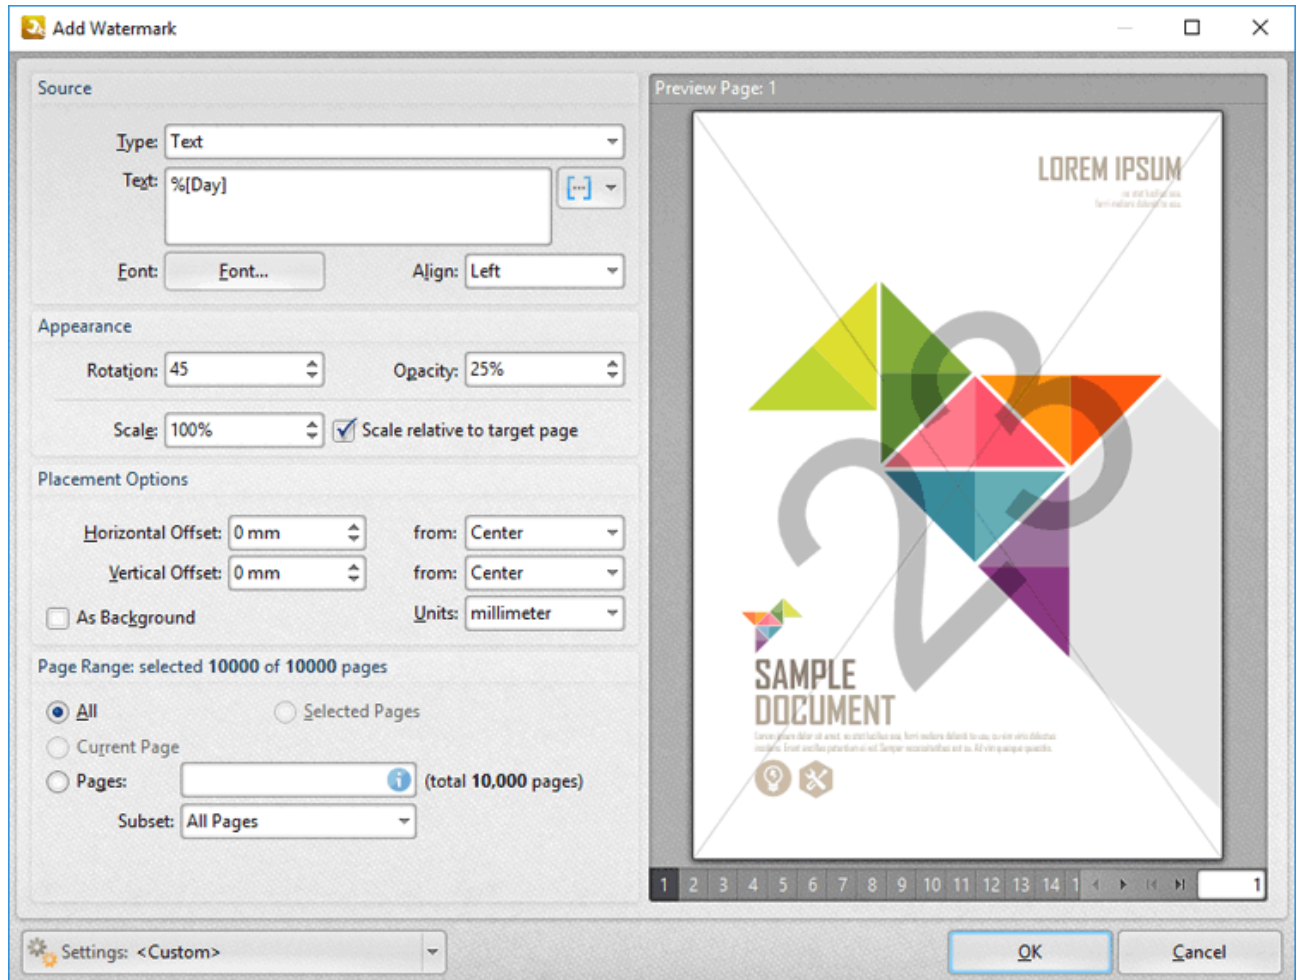 Add Watermark
Source
Preview Page: 1
Type: Text
Text: %[Day]
Font: Font... Align: Left
Appearance
Rotation: 45 Opacity: 25%
Scale: 100% Scale relative to target page
Placement Options
Horizontal Offset: 0 mm from: Center
Vertical Offset: 0 mm from: Center
As Background Units: millimeter
Page Range: selected 10000 of 10000 pages
All Selected Pages
Current Page
Pages: (total 10,000 pages)
Subset: All Pages
LOREM IPSUM
23
SAMPLE
DOCUMENT
1 2 3 4 5 6 7 8 9 10 11 12 13 14 1 1
Settings: <Custom> OK Cancel